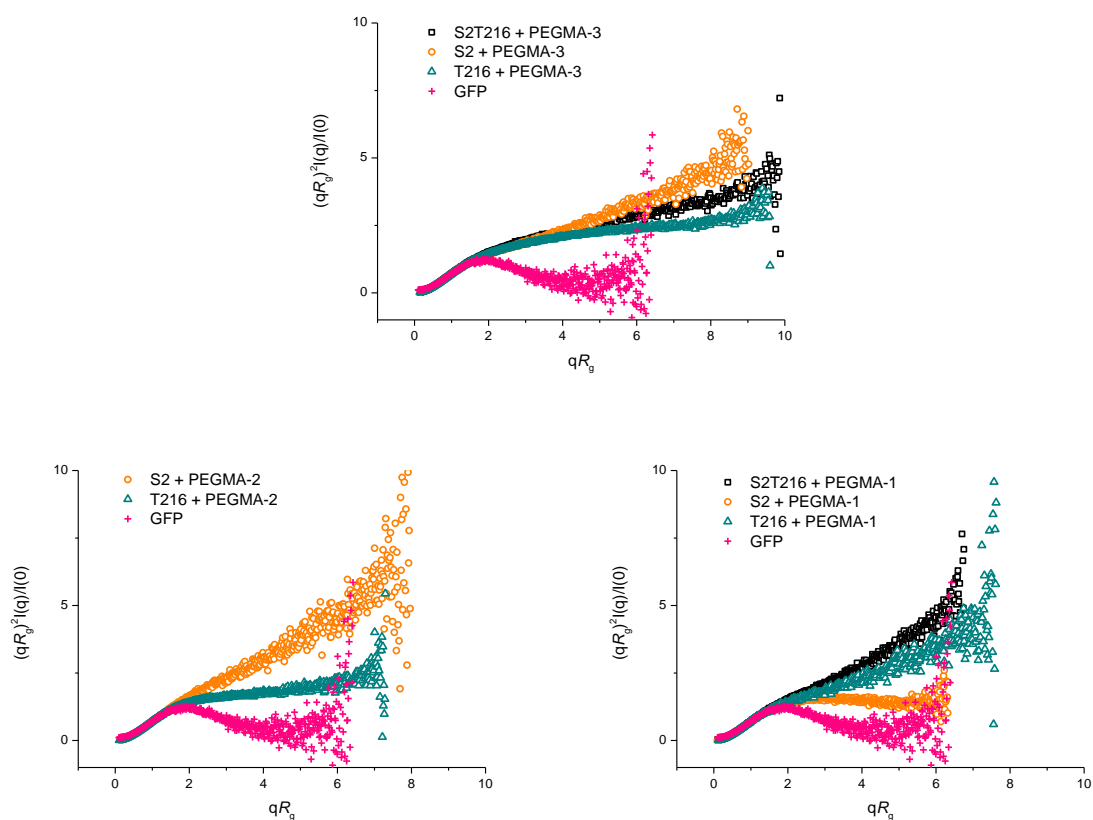 10
S2T216 + PEGMA-3
S2 + PEGMA-3
T216 + PEGMA-3
GFP
(qRg)²I(q)/I(0)
5
0
0 2 4 6 8 10
qRg
10
S2 + PEGMA-2
T216 + PEGMA-2
GFP
(qRg)²I(q)/I(0)
5
0
0 2 4 6 8 10
qRg
10
S2T216 + PEGMA-1
S2 + PEGMA-1
T216 + PEGMA-1
GFP
(qRg)²I(q)/I(0)
5
0
0 2 4 6 8 10
qRg